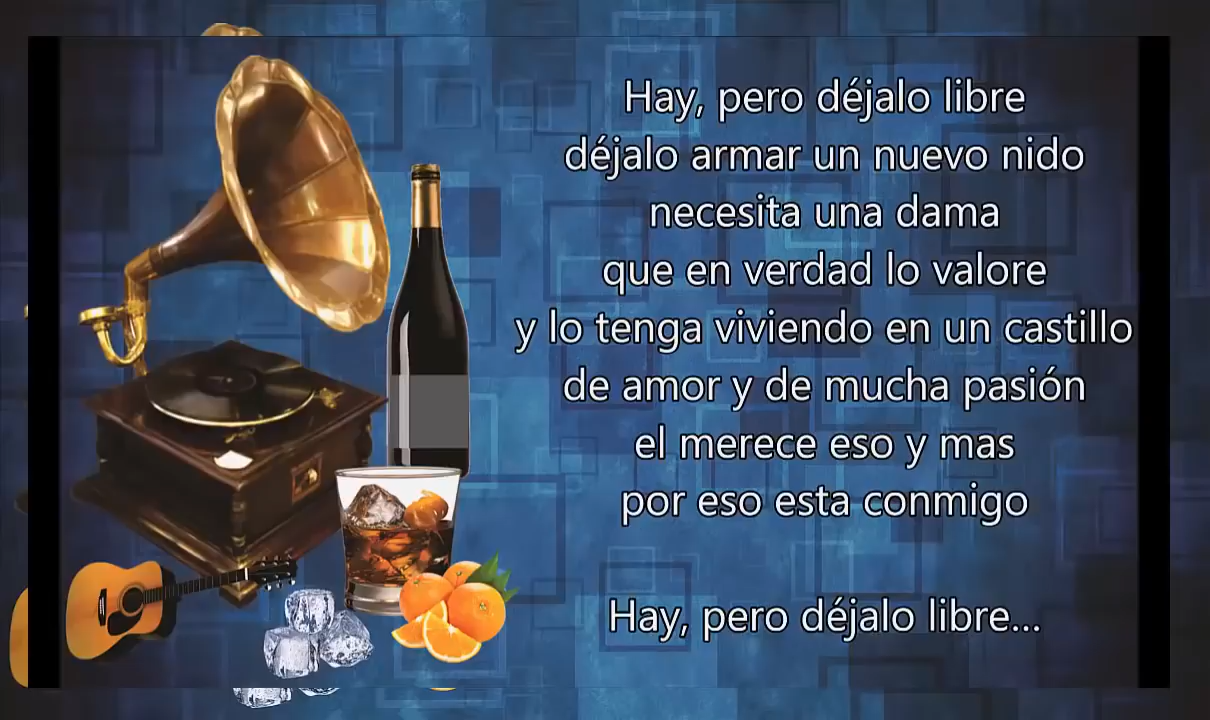 Hay, pero déjalo libre
déjalo armar un nuevo nido
necesita una dama
que en verdad lo valore
y lo tenga viviendo en un castillo
de amor y de mucha pasión
el merece eso y mas
por eso esta conmigo
Hay, pero déjalo libre...